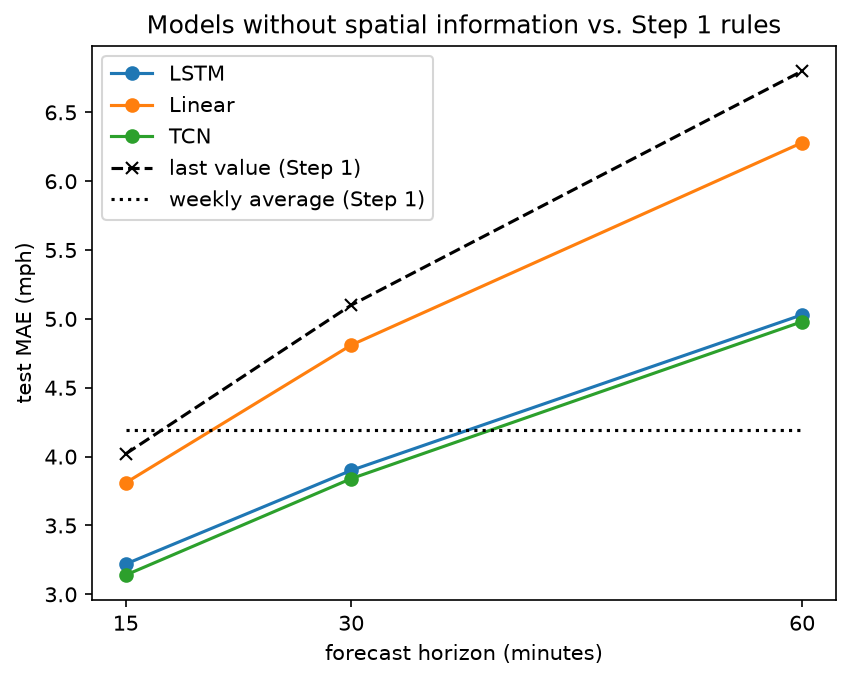 Models without spatial information vs. Step 1 rules
LSTM
Linear
TCN
last value (Step 1)
weekly average (Step 1)
test MAE (mph)
6.5
6.0
5.5
5.0
4.5
4.0
3.5
3.0
15
30
60
forecast horizon (minutes)